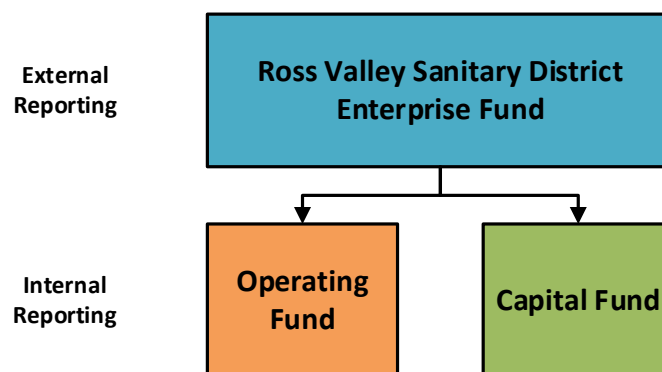 External
Reporting
Ross Valley Sanitary District
Enterprise Fund
Internal
Reporting
Operating
Fund
Capital Fund